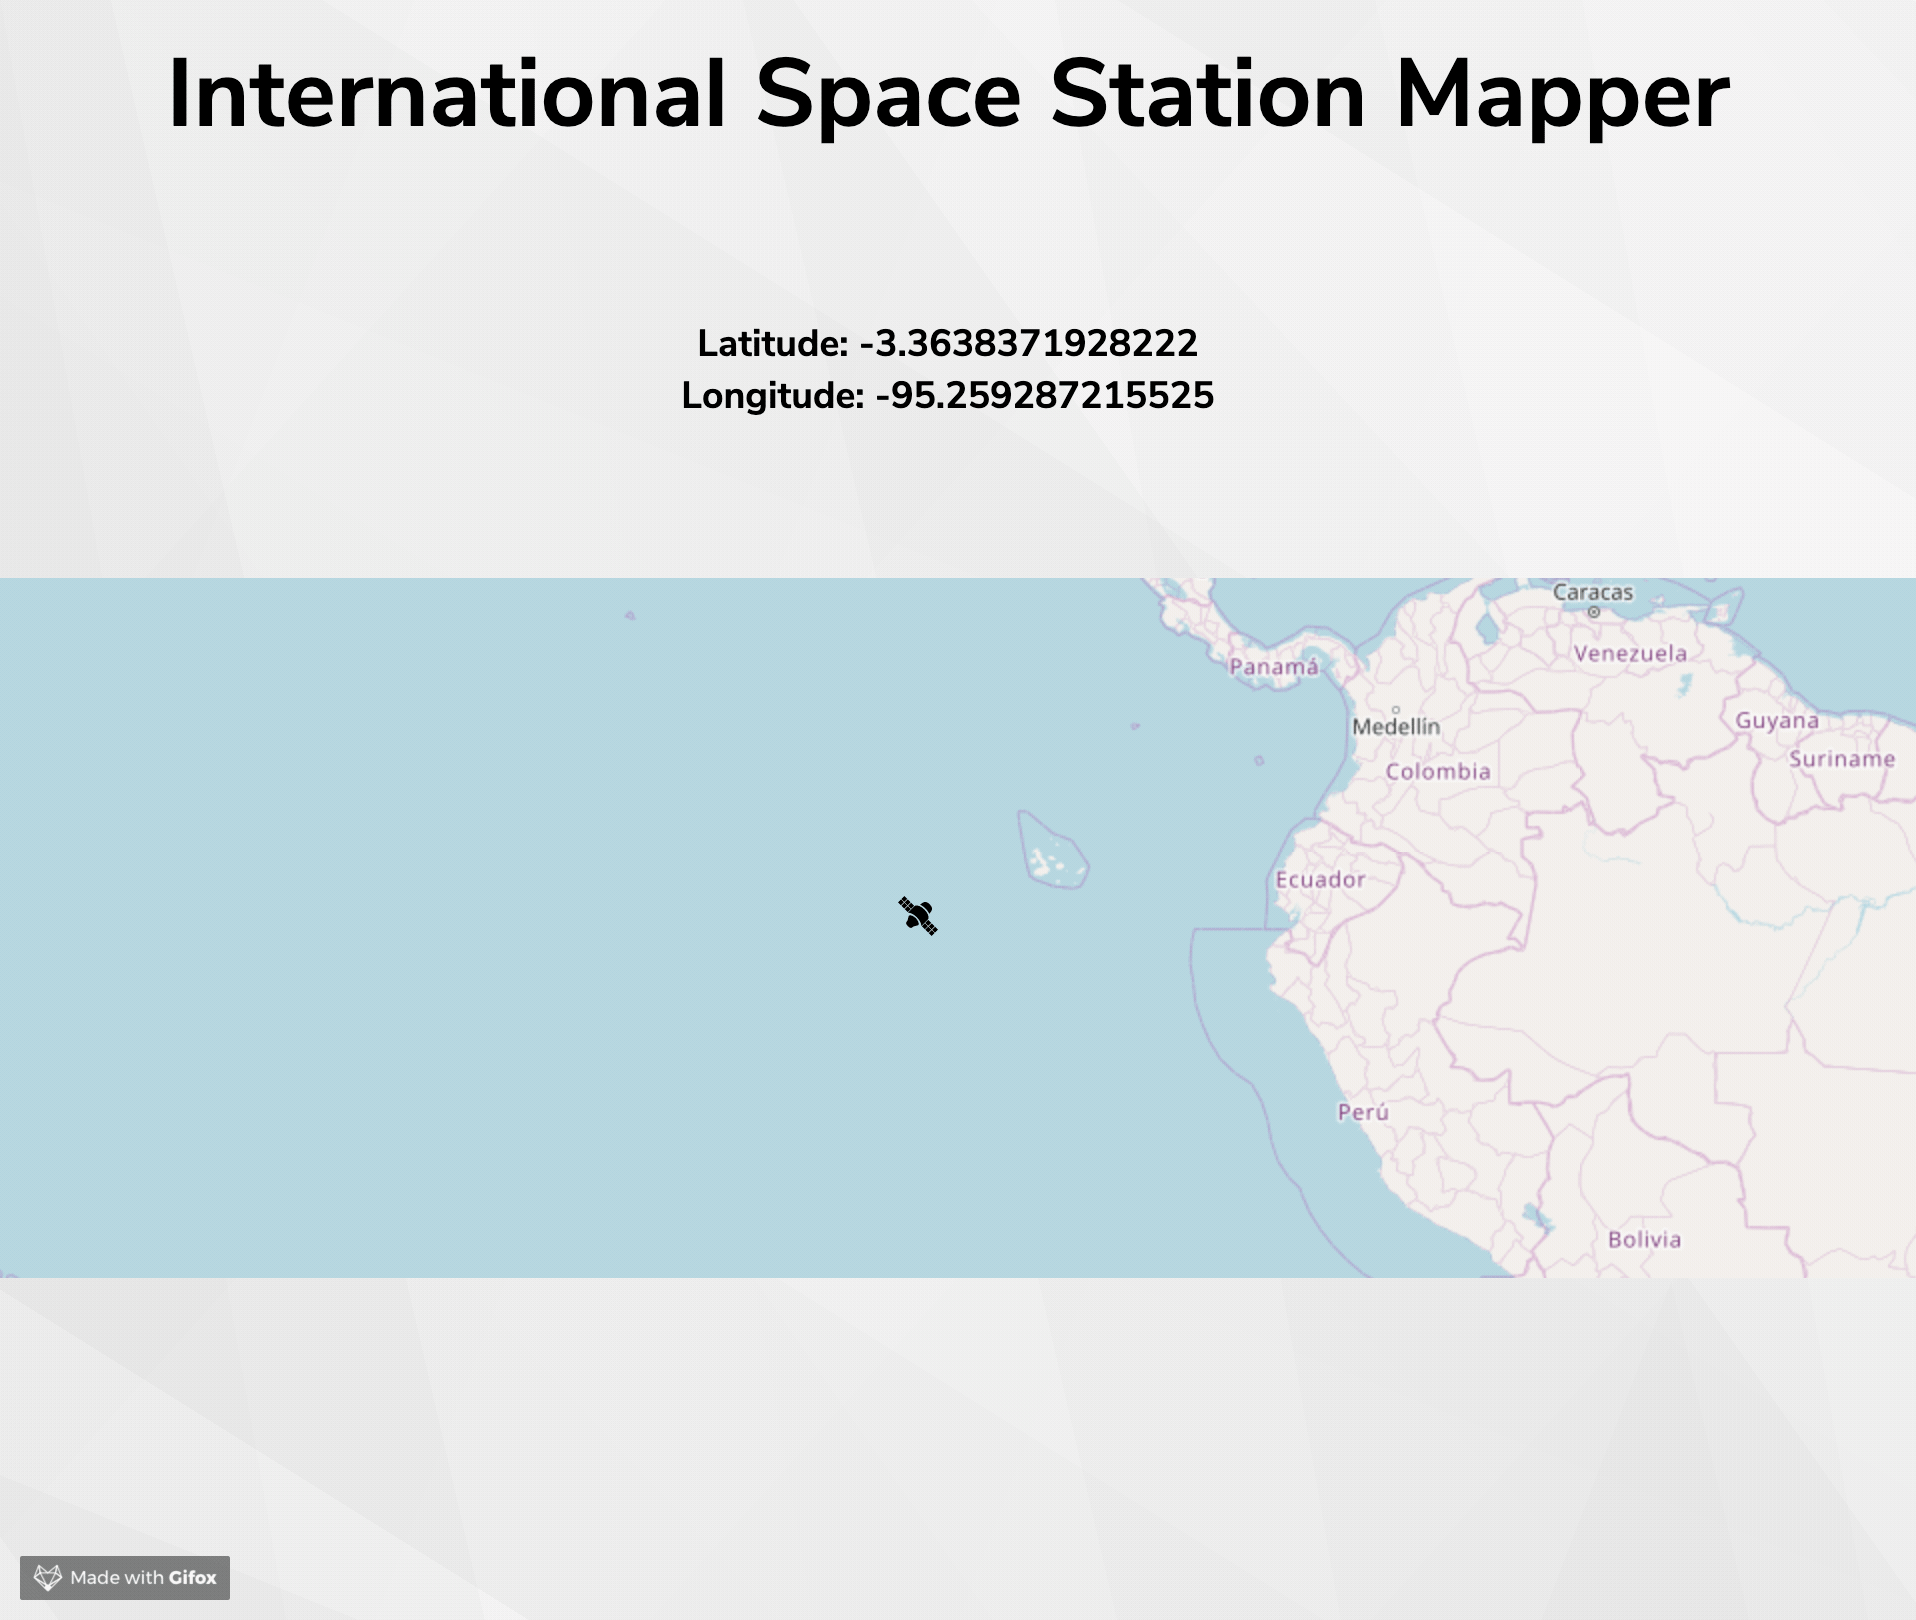 International Space Station Mapper
Latitude: -3.3638371928222
Longitude: -95.259287215525
Caracas
Venezuela
Panamá
Guyana
Medellín
Suriname
Colombia
Ecuador
Perú
Bolivia
Made with Gifox